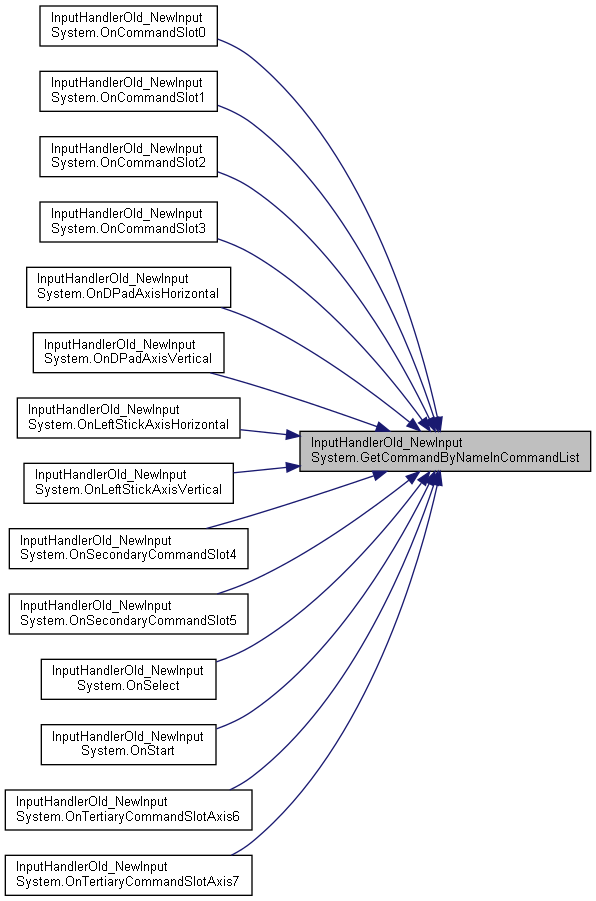 InputHandlerOld_NewInput
System.OnCommandSlot0
InputHandlerOld_NewInput
System.OnCommandSlot1
InputHandlerOld_NewInput
System.OnCommandSlot2
InputHandlerOld_NewInput
System.OnCommandSlot3
InputHandlerOld_NewInput
System.OnDPadAxisHorizontal
InputHandlerOld_NewInput
System.OnDPadAxisVertical
InputHandlerOld_NewInput
System.OnLeftStickAxisHorizontal
InputHandlerOld_NewInput
System.GetCommandByNameInCommandList
InputHandlerOld_NewInput
System.OnLeftStickAxisVertical
InputHandlerOld_NewInput
System.OnSecondaryCommandSlot4
InputHandlerOld_NewInput
System.OnSecondaryCommandSlot5
InputHandlerOld_NewInput
System.OnSelect
InputHandlerOld_NewInput
System.OnStart
InputHandlerOld_NewInput
System.OnTertiaryCommandSlotAxis6
InputHandlerOld_NewInput
System.OnTertiaryCommandSlotAxis7